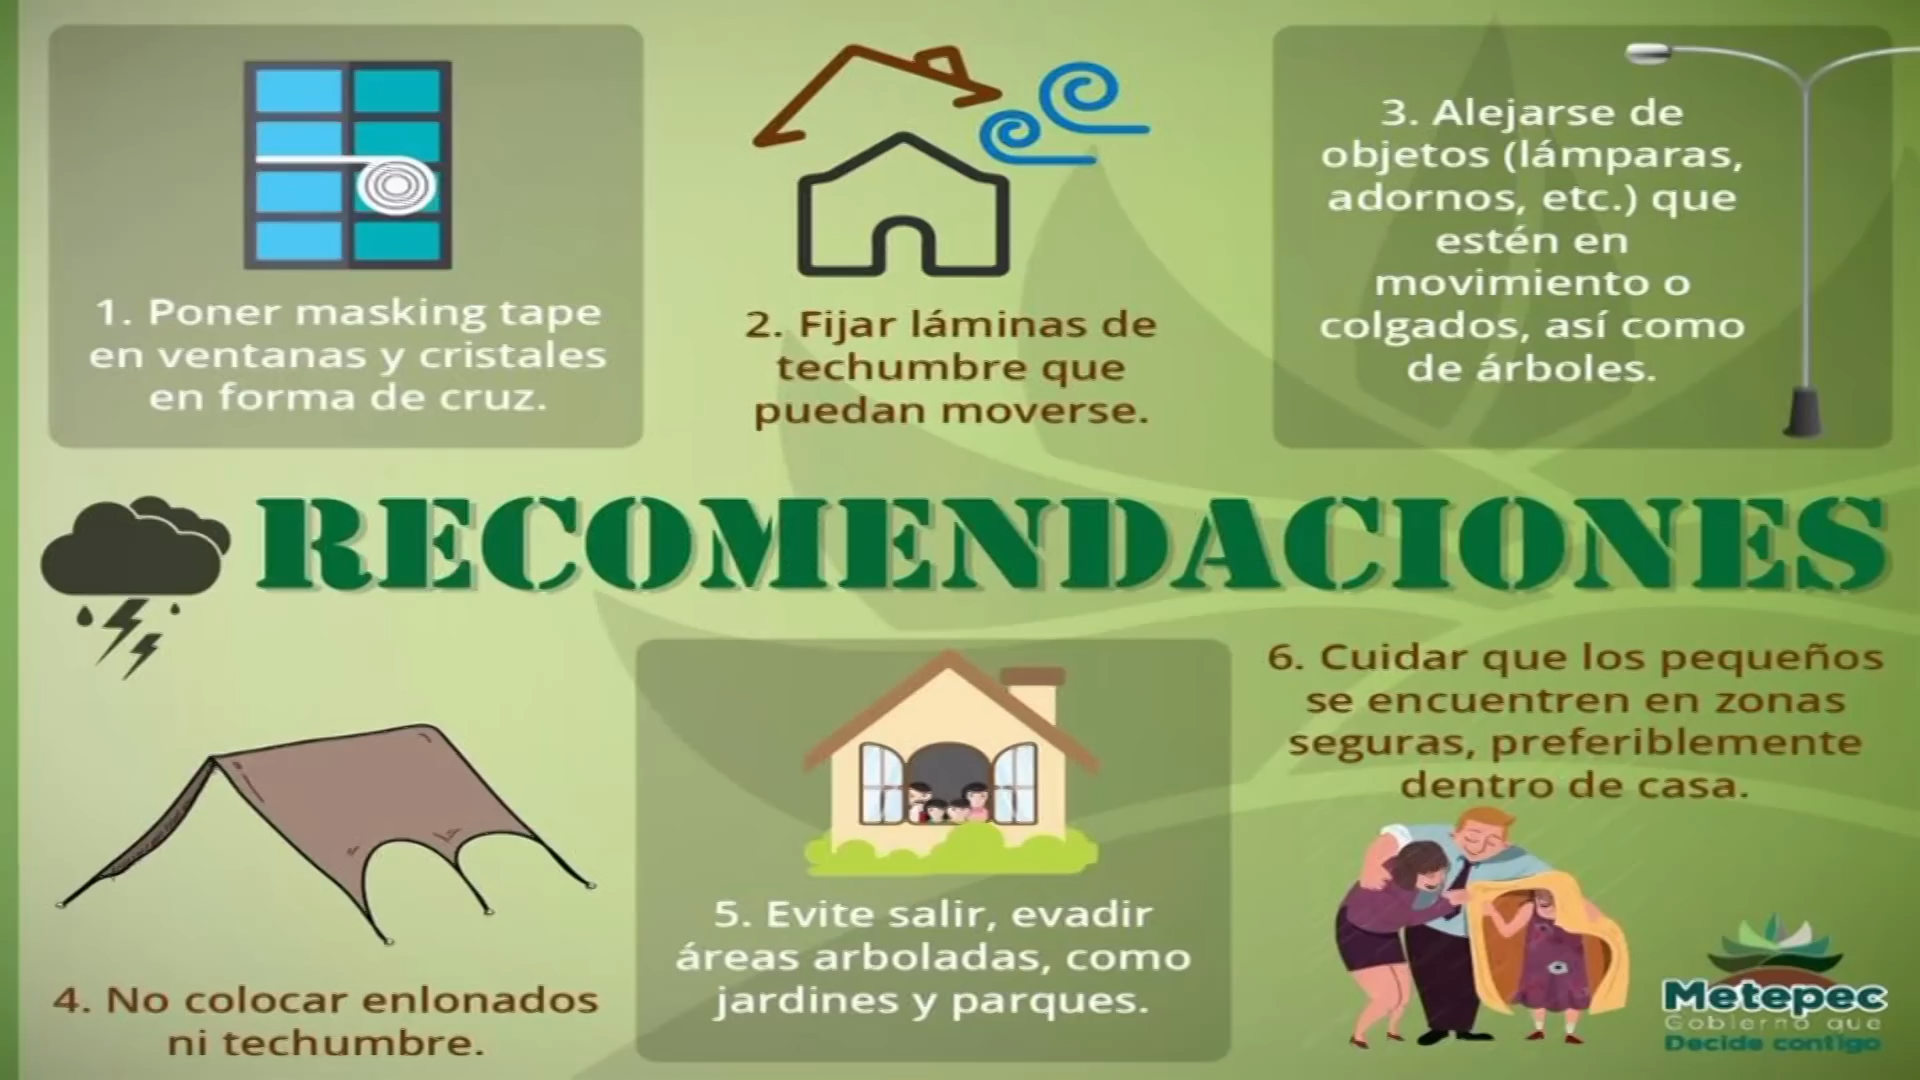 1. Poner masking tape
en ventanas y cristales
en forma de cruz.
2. Fijar láminas de
techumbre que
puedan moverse.
3. Alejarse de
objetos (lámparas,
adornos, etc.) que
estén en
movimiento o
colgados, así como
de árboles.
RECOMENDACIONES
4. No colocar enlonados
ni techumbre.
5. Evite salir, evadir
áreas arboladas, como
jardines y parques.
6. Cuidar que los pequeños
se encuentren en zonas
seguras, preferiblemente
dentro de casa.
Metepec
Gobierno que
Decide contigo